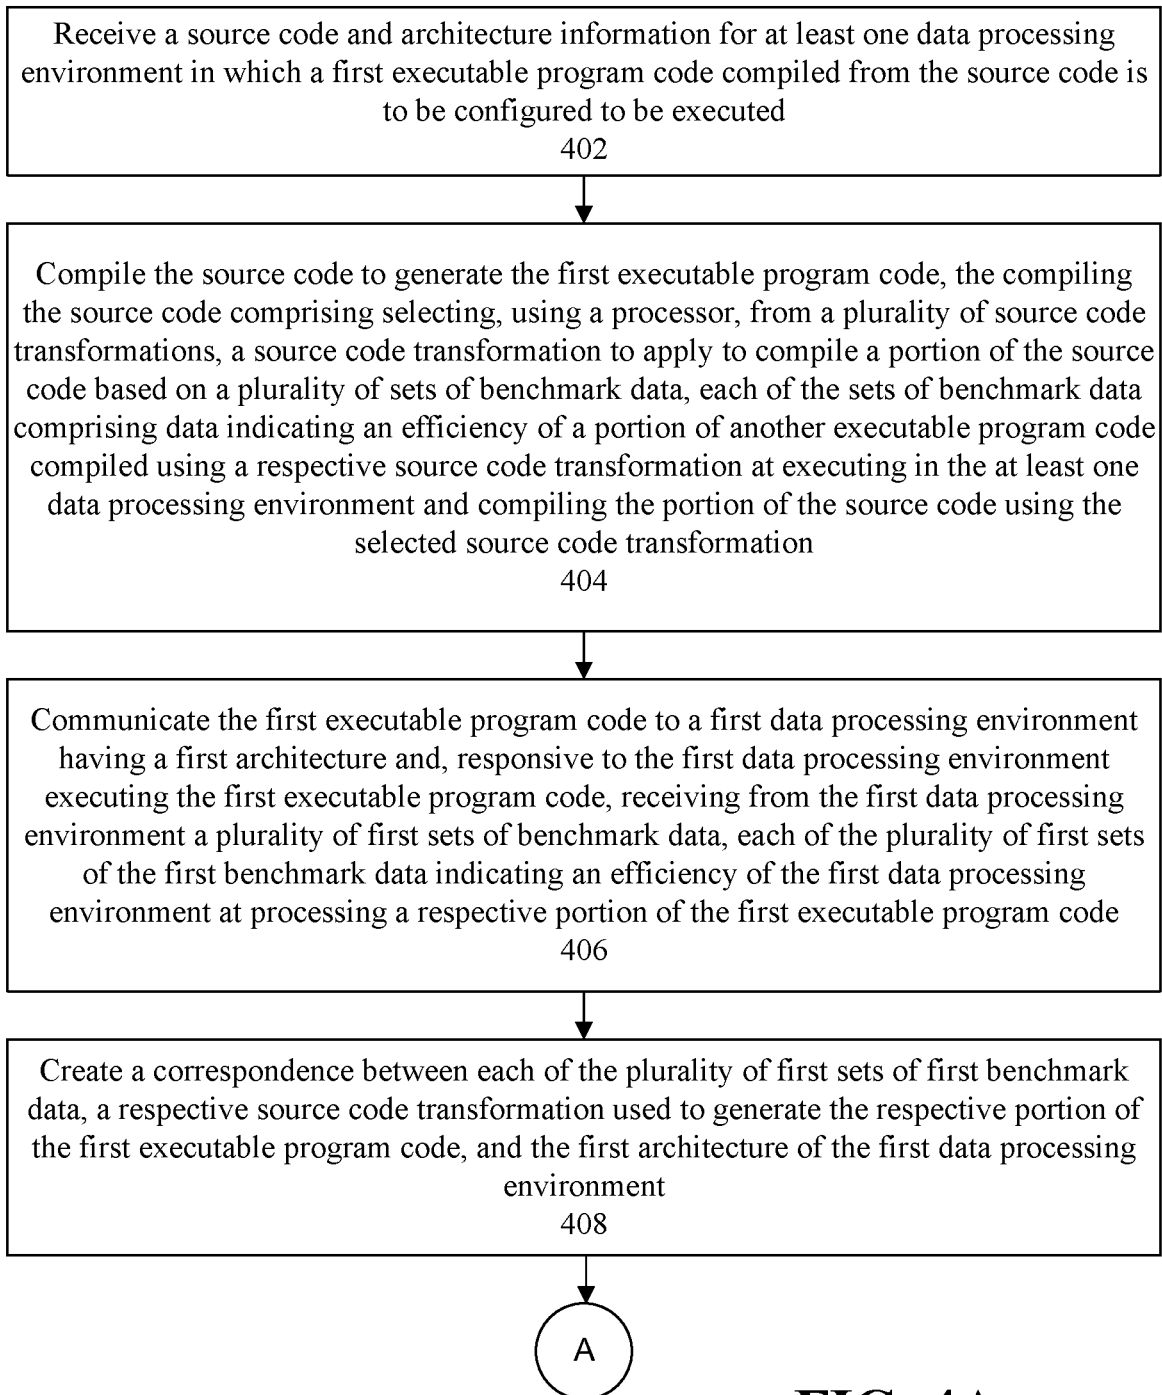 Receive a source code and architecture information for at least one data processing
environment in which a first executable program code compiled from the source code is
to be configured to be executed
402
Compile the source code to generate the first executable program code, the compiling
the source code comprising selecting, using a processor, from a plurality of source code
transformations, a source code transformation to apply to compile a portion of the source
code based on a plurality of sets of benchmark data, each of the sets of benchmark data
comprising data indicating an efficiency of a portion of another executable program code
compiled using a respective source code transformation at executing in the at least one
data processing environment and compiling the portion of the source code using the
selected source code transformation
404
Communicate the first executable program code to a first data processing environment
having a first architecture and, responsive to the first data processing environment
executing the first executable program code, receiving from the first data processing
environment a plurality of first sets of benchmark data, each of the plurality of first sets
of the first benchmark data indicating an efficiency of the first data processing
environment at processing a respective portion of the first executable program code
406
Create a correspondence between each of the plurality of first sets of first benchmark
data, a respective source code transformation used to generate the respective portion of
the first executable program code, and the first architecture of the first data processing
environment
408
A